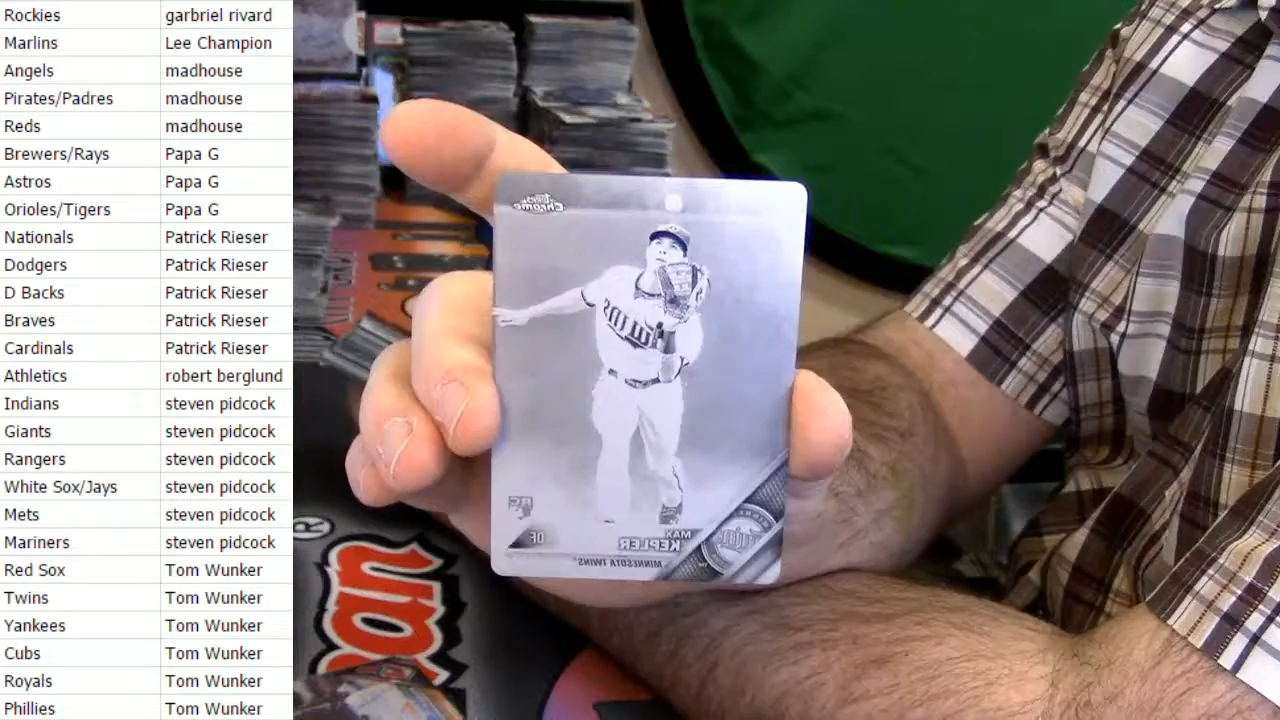 Rockies garbriel rivard
Marlins Lee Champion
Angels madhouse
Pirates/Padres madhouse
Reds madhouse
Brewers/Rays Papa G
Astros Papa G
Orioles/Tigers Papa G
Nationals Patrick Rieser
Dodgers Patrick Rieser
D Backs Patrick Rieser
Braves Patrick Rieser
Cardinals Patrick Rieser
Athletics robert berglund
Indians steven pidcock
Giants steven pidcock
Rangers steven pidcock
White Sox/Jays steven pidcock
Mets steven pidcock
Mariners steven pidcock
Red Sox Tom Wunker
Twins Tom Wunker
Yankees Tom Wunker
Cubs Tom Wunker
Royals Tom Wunker
Phillies Tom Wunker
Topps Chrome
Twins
RC
OF
MAX
KEPLER
MINNESOTA TWINS™
®